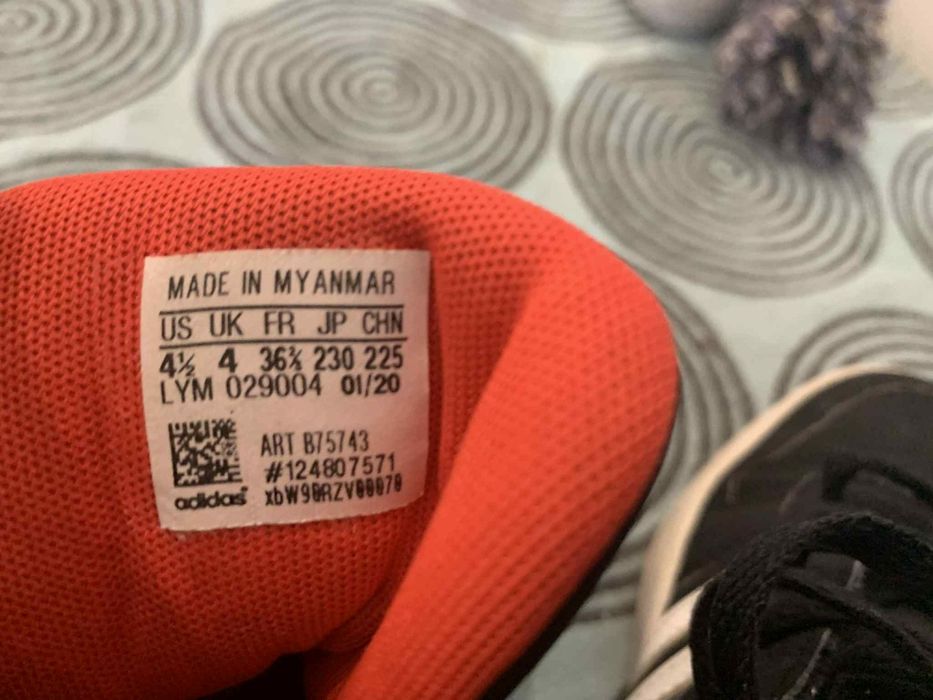 MADE IN MYANMAR
US UK FR JP CHN
4½ 4 36⅔ 230 225
LYM 029004 01/20
ART B75743
#124807571
adidas